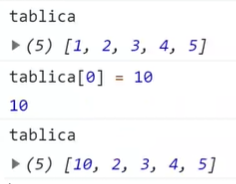 tablica
▶ (5) [1, 2, 3, 4, 5]
tablica[0] = 10
10
tablica
▶ (5) [10, 2, 3, 4, 5]